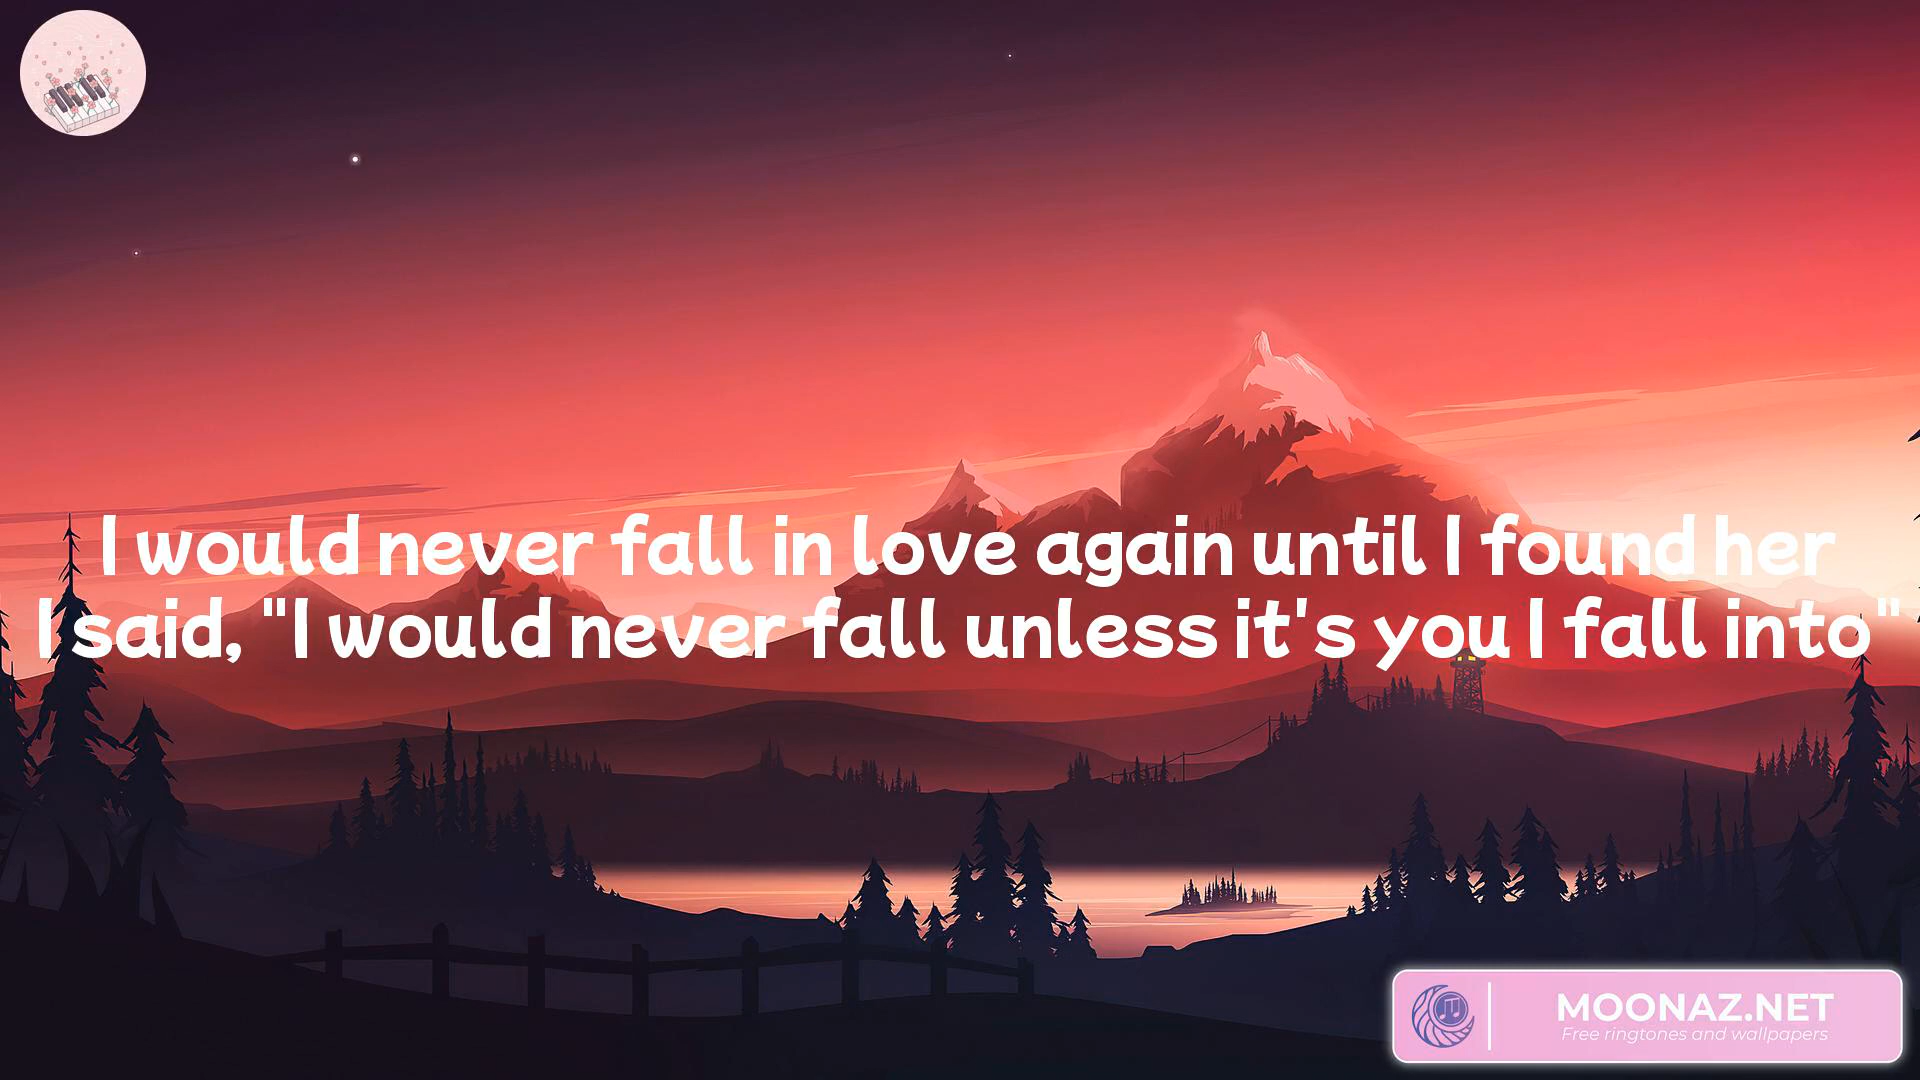 I would never fall in love again until I found her
I said, "I would never fall unless it's you I fall into"
MOONAZ.NET
Free ringtones and wallpapers